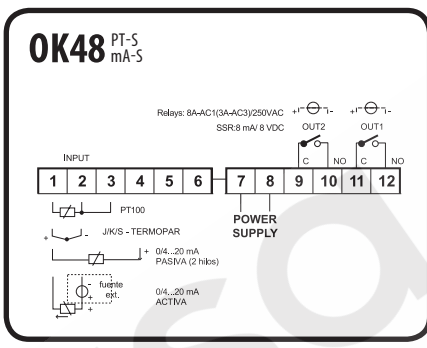 OK48 PT-S
mA-S
Relays: 8A-AC1(3A-AC3)/250VAC
SSR:8 mA/ 8 VDC
+ - + -
OUT2 OUT1
INPUT
C NO C NO
1 2 3 4 5 6 7 8 9 10 11 12
PT100
POWER
SUPPLY
+ - J/K/S - TERMOPAR
+ 0/4...20 mA
PASIVA (2 hilos)
- fuente
+ ext.
0/4...20 mA
ACTIVA
- +